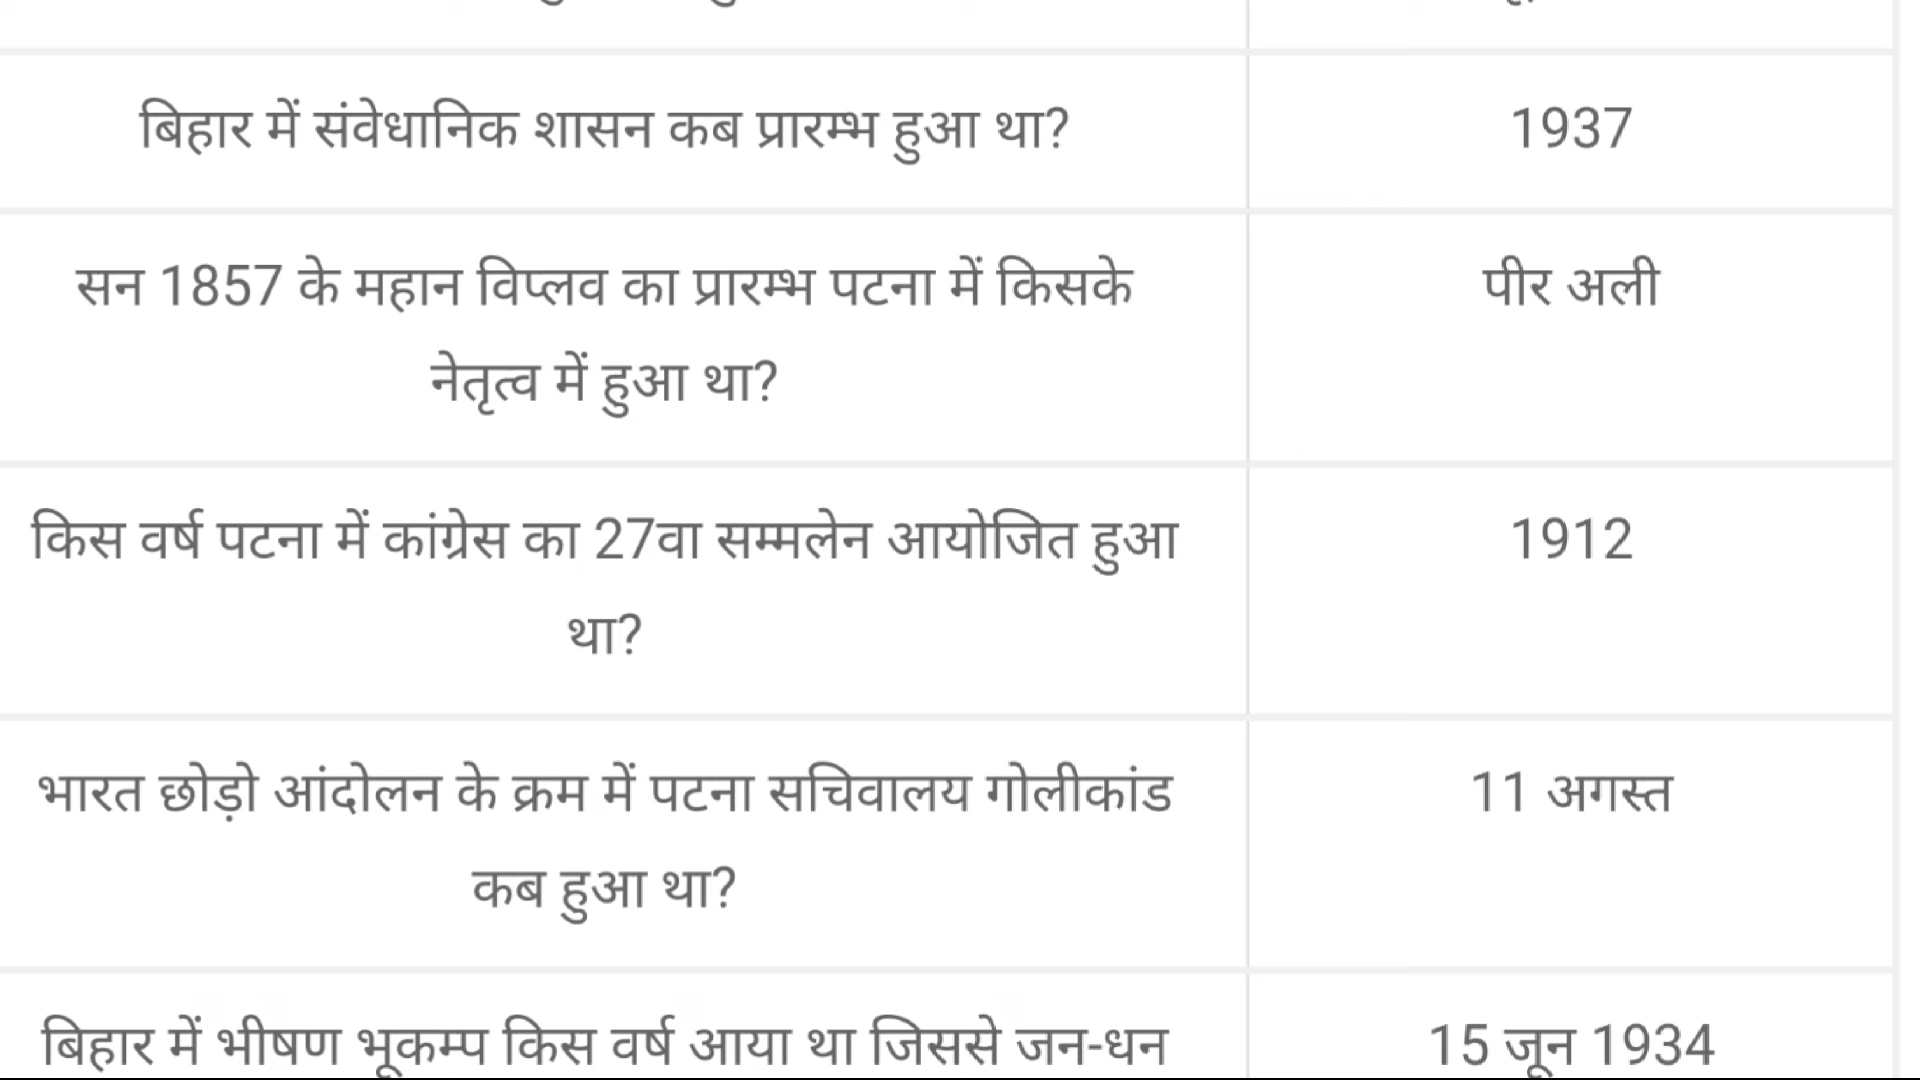 बिहार में संवेधानिक शासन कब प्रारम्भ हुआ था?
1937
सन 1857 के महान विप्लव का प्रारम्भ पटना में किसके
नेतृत्व में हुआ था?
पीर अली
किस वर्ष पटना में कांग्रेस का 27वा सम्मलेन आयोजित हुआ
था?
1912
भारत छोड़ो आंदोलन के क्रम में पटना सचिवालय गोलीकांड
कब हुआ था?
11 अगस्त
बिहार में भीषण भूकम्प किस वर्ष आया था जिससे जन-धन
15 जून 1934